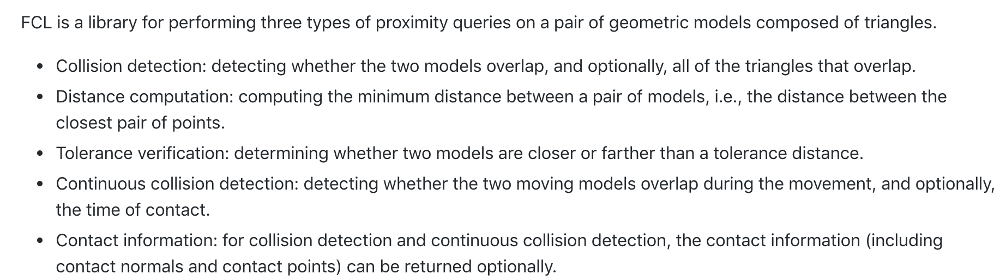 FCL is a library for performing three types of proximity queries on a pair of geometric models composed of triangles.
• Collision detection: detecting whether the two models overlap, and optionally, all of the triangles that overlap.
• Distance computation: computing the minimum distance between a pair of models, i.e., the distance between the
closest pair of points.
• Tolerance verification: determining whether two models are closer or farther than a tolerance distance.
• Continuous collision detection: detecting whether the two moving models overlap during the movement, and optionally,
the time of contact.
• Contact information: for collision detection and continuous collision detection, the contact information (including
contact normals and contact points) can be returned optionally.